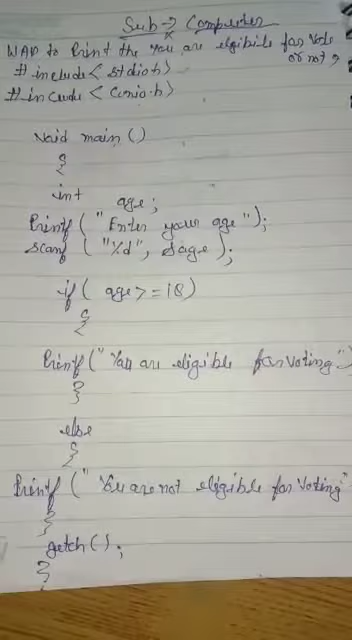 Sub → Computer
WAP to Print the You are eligible for Vote
or not ?
#include< stdio.h>
#include< Conio.h>
Void main ()
{
int age;
Printf ("Enter your age");
scanf ("%d", &age);
if ( age >= 18)
{
Printf ("You are eligible for Voting")
}
else
{
Printf (" You are not eligible for Voting"
}
getch();
}